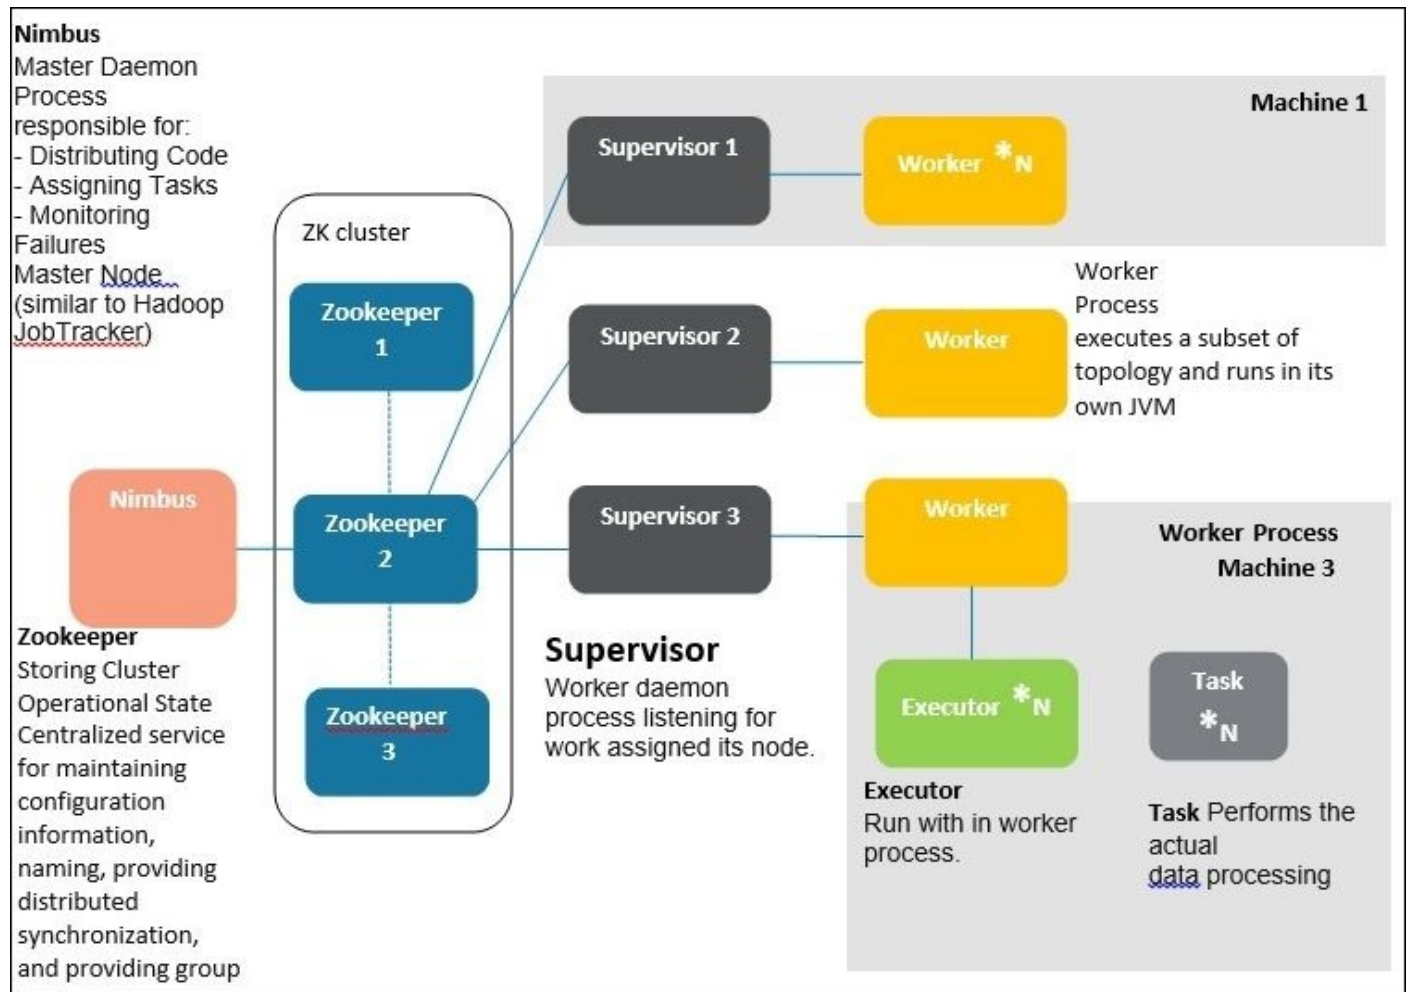 Nimbus
Master Daemon
Process
responsible for:
- Distributing Code
- Assigning Tasks
- Monitoring
Failures
Master Node
(similar to Hadoop
JobTracker)
ZK cluster
Zookeeper
1
Zookeeper
2
Zookeeper
3
Nimbus
Zookeeper
Storing Cluster
Operational State
Centralized service
for maintaining
configuration
information,
naming, providing
distributed
synchronization,
and providing group
Machine 1
Supervisor 1
Worker *N
Supervisor 2
Worker
Worker
Process
executes a subset of
topology and runs in its
own JVM
Supervisor 3
Worker
Worker Process
Machine 3
Supervisor
Worker daemon
process listening for
work assigned its node.
Executor *N
Executor
Run with in worker
process.
Task
*N
Task Performs the
actual
data processing